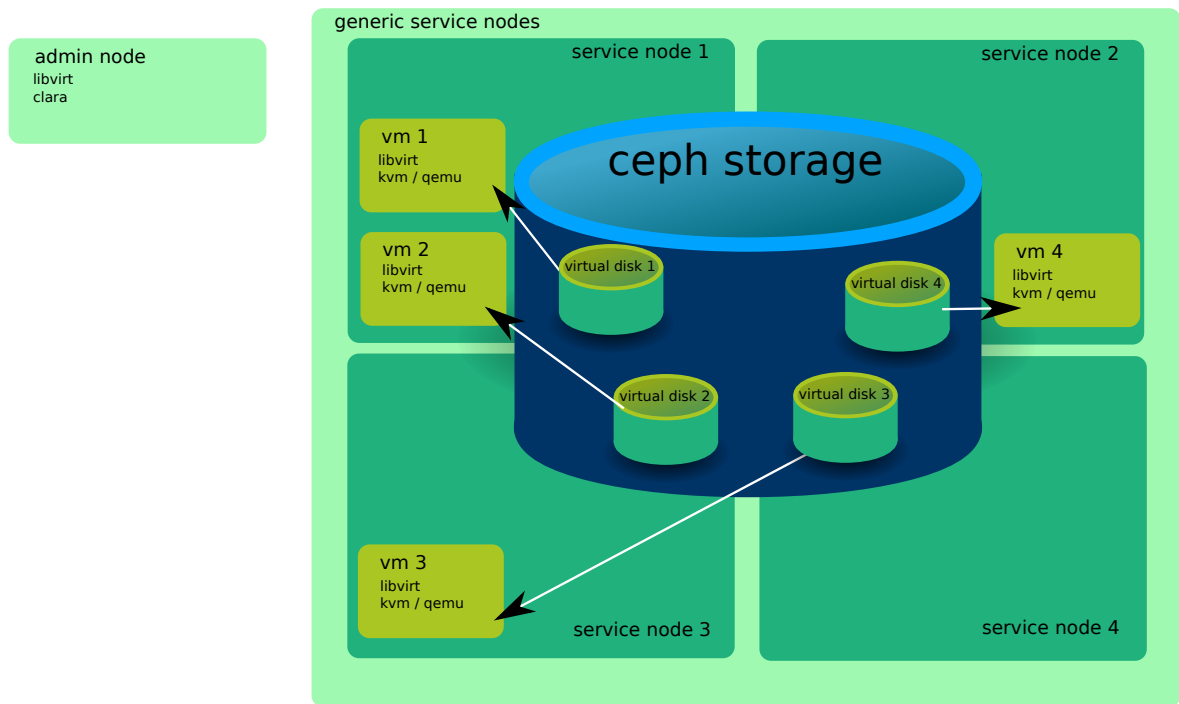 generic service nodes
admin node
libvirt
clara
service node 1
service node 2
vm 1
libvirt
kvm / qemu
ceph storage
vm 2
libvirt
kvm / qemu
virtual disk 1
virtual disk 4
vm 4
libvirt
kvm / qemu
virtual disk 2
virtual disk 3
vm 3
libvirt
kvm / qemu
service node 3
service node 4